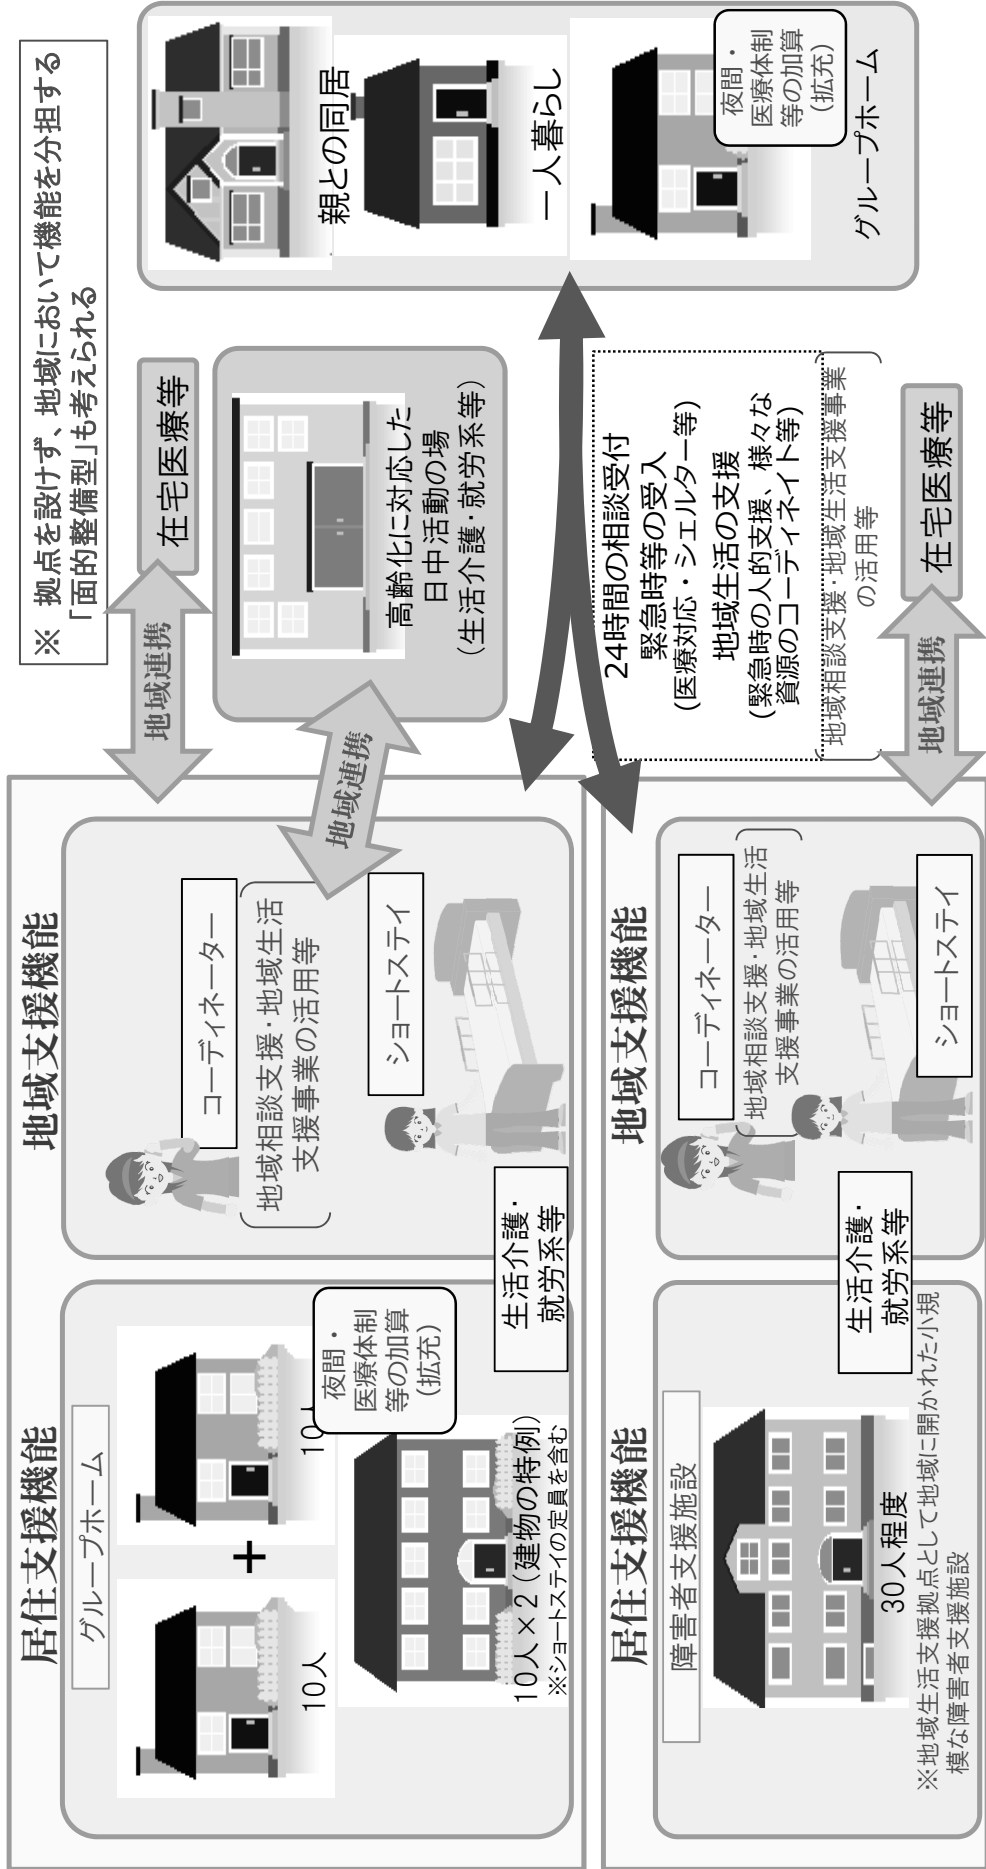 ※ 拠点を設けず、地域において機能を分担する
「面的整備型」も考えられる
居住支援機能
グループホーム
10人
＋
10人
夜間・
医療体制
等の加算
(拡充)
10人×2(建物の特例)
※ショートステイの定員を含む
生活介護・
就労系等
地域支援機能
コーディネーター
地域相談支援・地域生活
支援事業の活用等
ショートステイ
地域連携
在宅医療等
地域連携
高齢化に対応した
日中活動の場
(生活介護・就労系等)
親との同居
一人暮らし
夜間・
医療体制
等の加算
(拡充)
グループホーム
居住支援機能
障害者支援施設
30人程度
※地域生活支援拠点として地域に開かれた小規
模な障害者支援施設
生活介護・
就労系等
地域支援機能
コーディネーター
地域相談支援・地域生活
支援事業の活用等
ショートステイ
24時間の相談受付
緊急時等の受入
(医療対応・シェルター等)
地域生活の支援
(緊急時の人的支援、様々な
資源のコーディネイト等)
地域相談支援・地域生活支援事業
の活用等
地域連携
在宅医療等